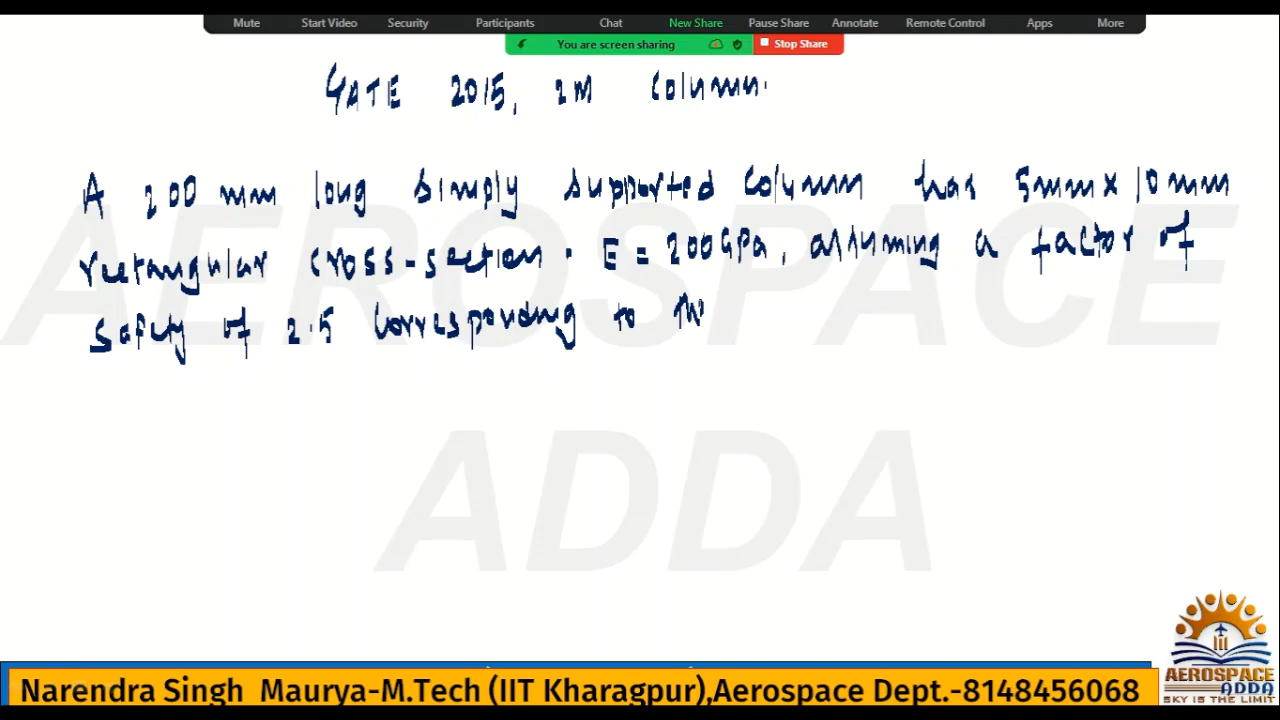 Mute Start Video Security Participants Chat New Share Pause Share Annotate Remote Control Apps More
You are screen sharing Stop Share
GATE 2015, 2M Column.
A 200 mm long simply supported column has 5mm x 10 mm
rectangular cross-section. E = 200GPa, assuming a factor of
safety of 2.5 corresponding to th
AEROSPACE
ADDA
AEROSPACE
ADDA
SKY IS THE LIMIT
Narendra Singh Maurya-M.Tech (IIT Kharagpur),Aerospace Dept.-8148456068